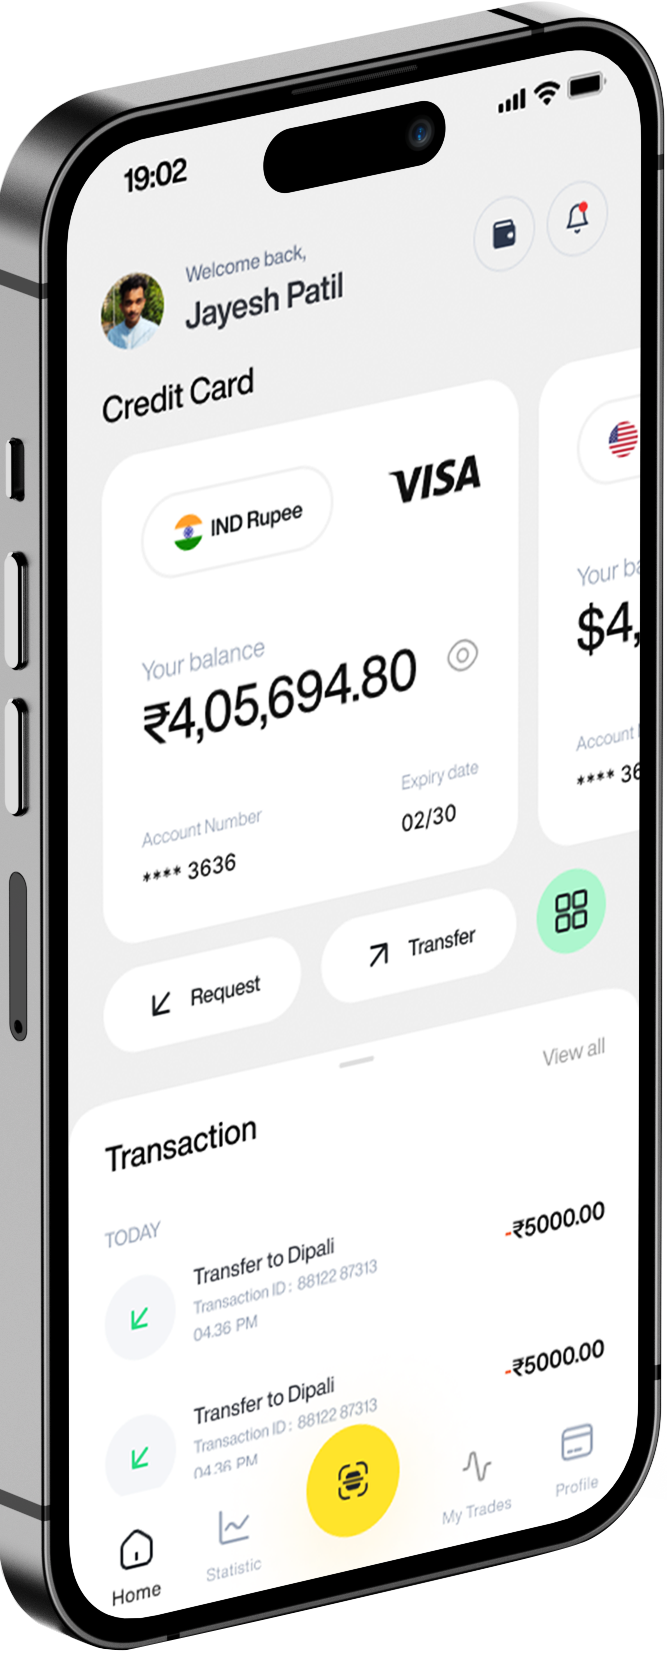 19:02
Welcome back,
Jayesh Patil
Credit Card
IND Rupee
VISA
Your balance
₹4,05,694.80
Account Number
**** 3636
Expiry date
02/30
Your
$4,
Account
**** 36
Request
Transfer
View all
Transaction
TODAY
Transfer to Dipali
Transaction ID : 88122 87313
04.36 PM
-₹5000.00
Transfer to Dipali
Transaction ID : 88122 87313
04.36 PM
-₹5000.00
Home
Statistic
My Trades
Profile